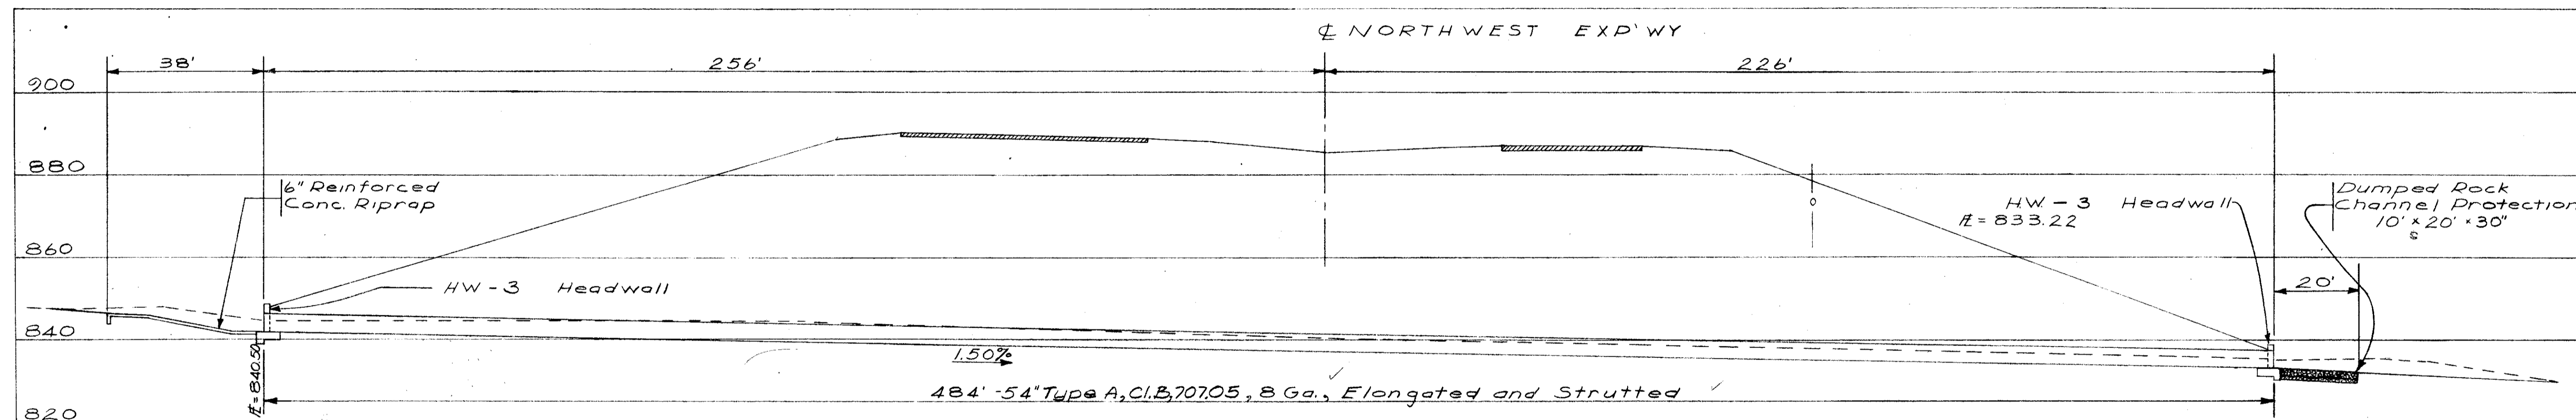 ℄ NORTHWEST EXP'WY
38'
256'
226'
900
880
6" Reinforced
Conc. Riprap
H.W. - 3 Headwall
= 833.22
Dumped Rock
Channel Protection
10' x 20' x 30"
860
HW - 3 Headwall
20'
840
1.50%
= 840.50
484' - 54" Type A, Cl.B, 707.05, 8 Ga., Elongated and Strutted
820